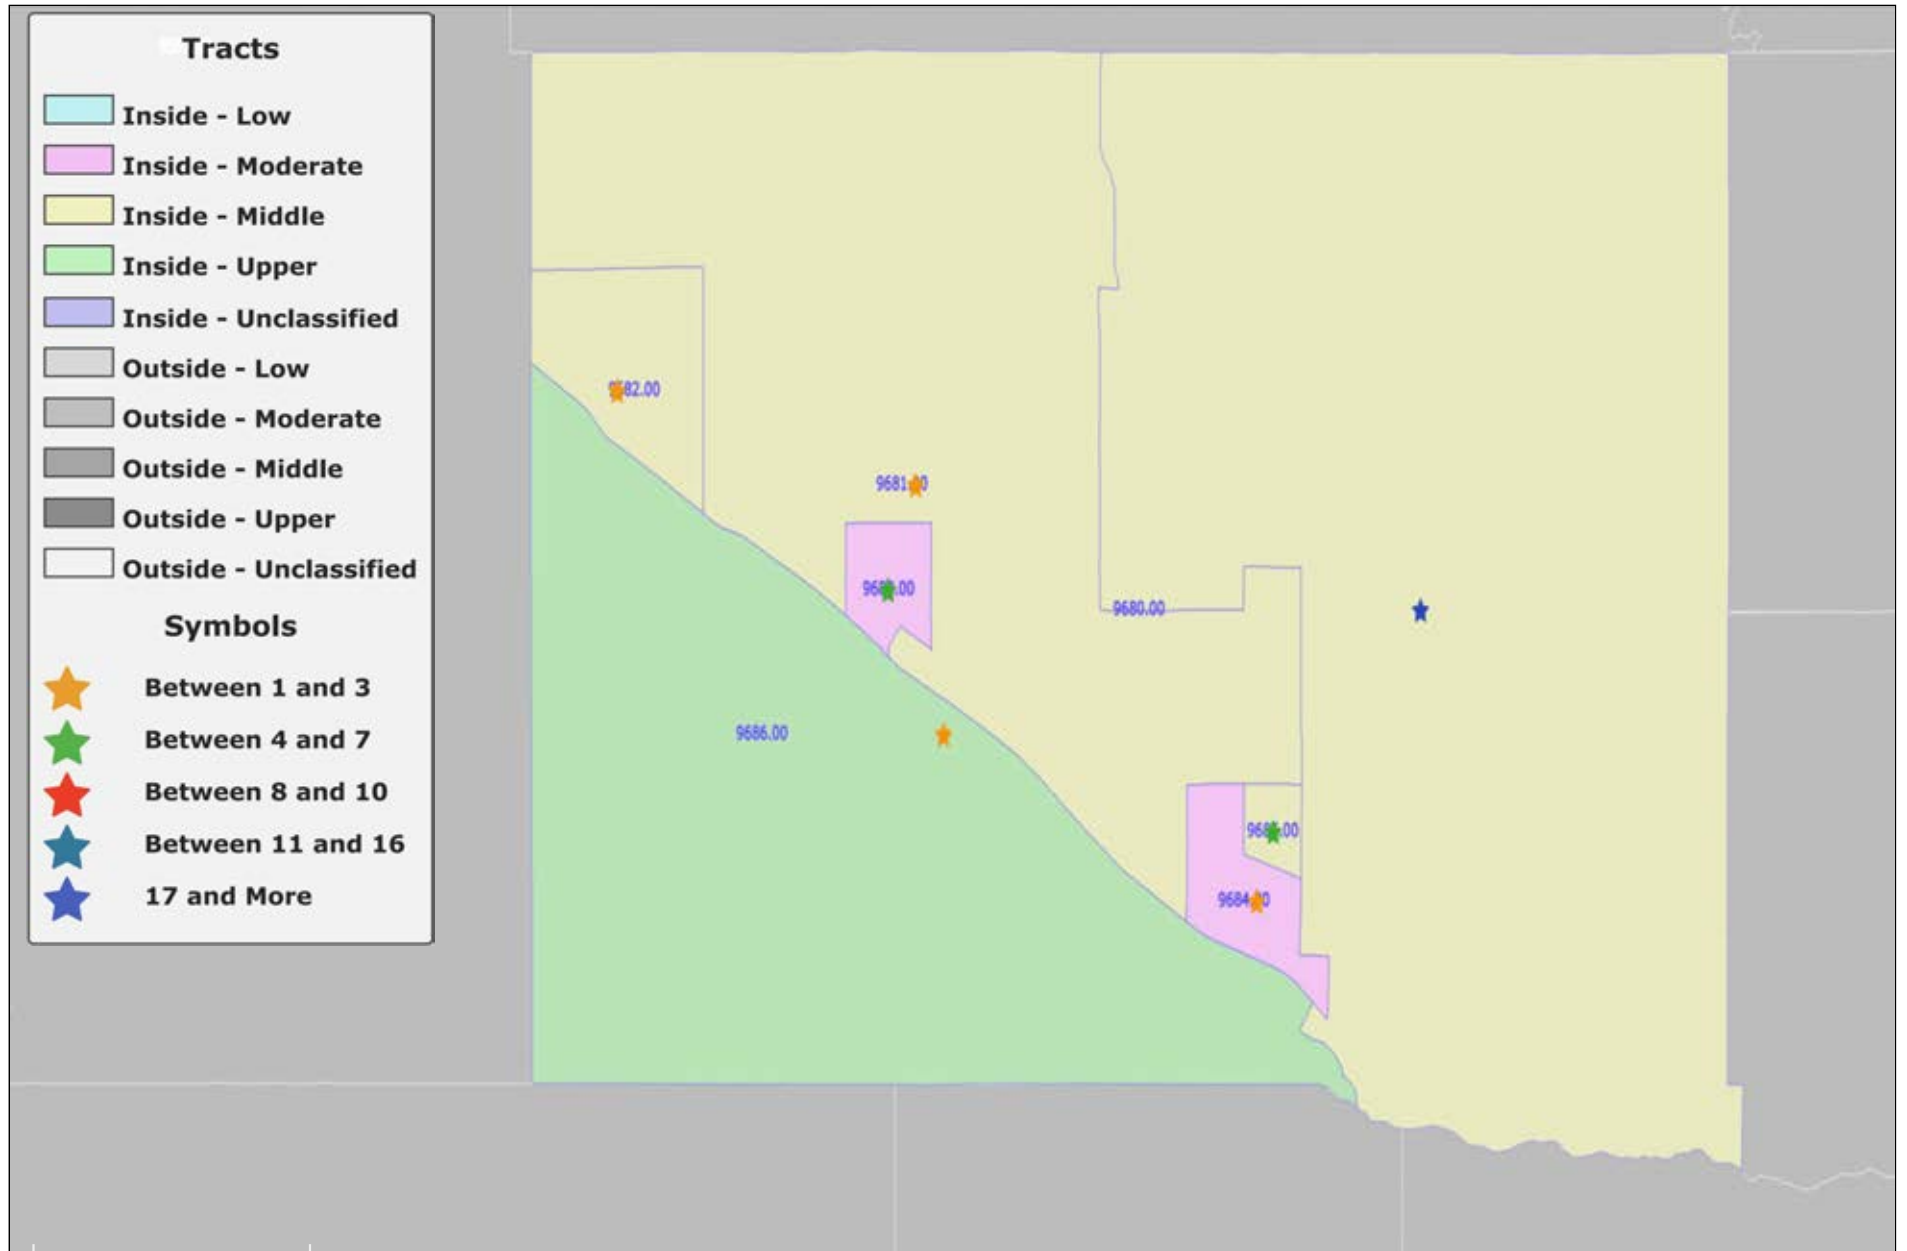 Tracts
Inside - Low
Inside - Moderate
Inside - Middle
Inside - Upper
Inside - Unclassified
Outside - Low
Outside - Moderate
Outside - Middle
Outside - Upper
Outside - Unclassified
Symbols
Between 1 and 3
Between 4 and 7
Between 8 and 10
Between 11 and 16
17 and More
9680.00
9686.00